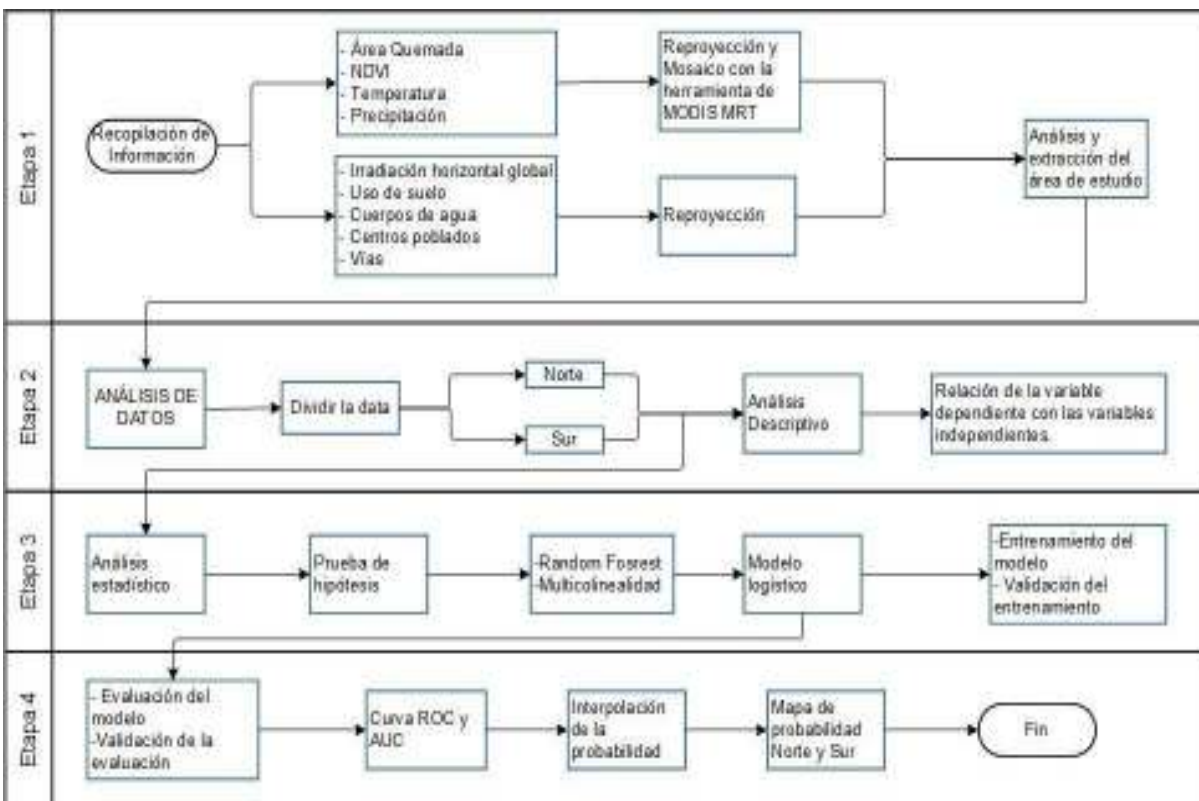 Etapa 1
Recopilación de
Información
- Área Quemada
- NDVI
- Temperatura
- Precipitación
Reproyección y
Mosaico con la
herramienta de
MODIS MRT
- Irradiación horizontal global
- Uso de suelo
- Cuerpos de agua
- Centros poblados
- Vías
Reproyección
Análisis y
extracción del
área de estudio
Etapa 2
ANÁLISIS DE
DATOS
Dividir la data
Norte
Sur
Análisis
Descriptivo
Relación de la variable
dependiente con las variables
independientes.
Etapa 3
Análisis
estadístico
Prueba de
hipótesis
-Random Fosrest
-Multicolinealidad
Modelo
logístico
-Entrenamiento del
modelo
- Validación del
entrenamiento
Etapa 4
- Evaluación del
modelo
-Validación de la
evaluación
Curva ROC y
AUC
Interpolación
de la
probabilidad
Mapa de
probabilidad
Norte y Sur
Fin